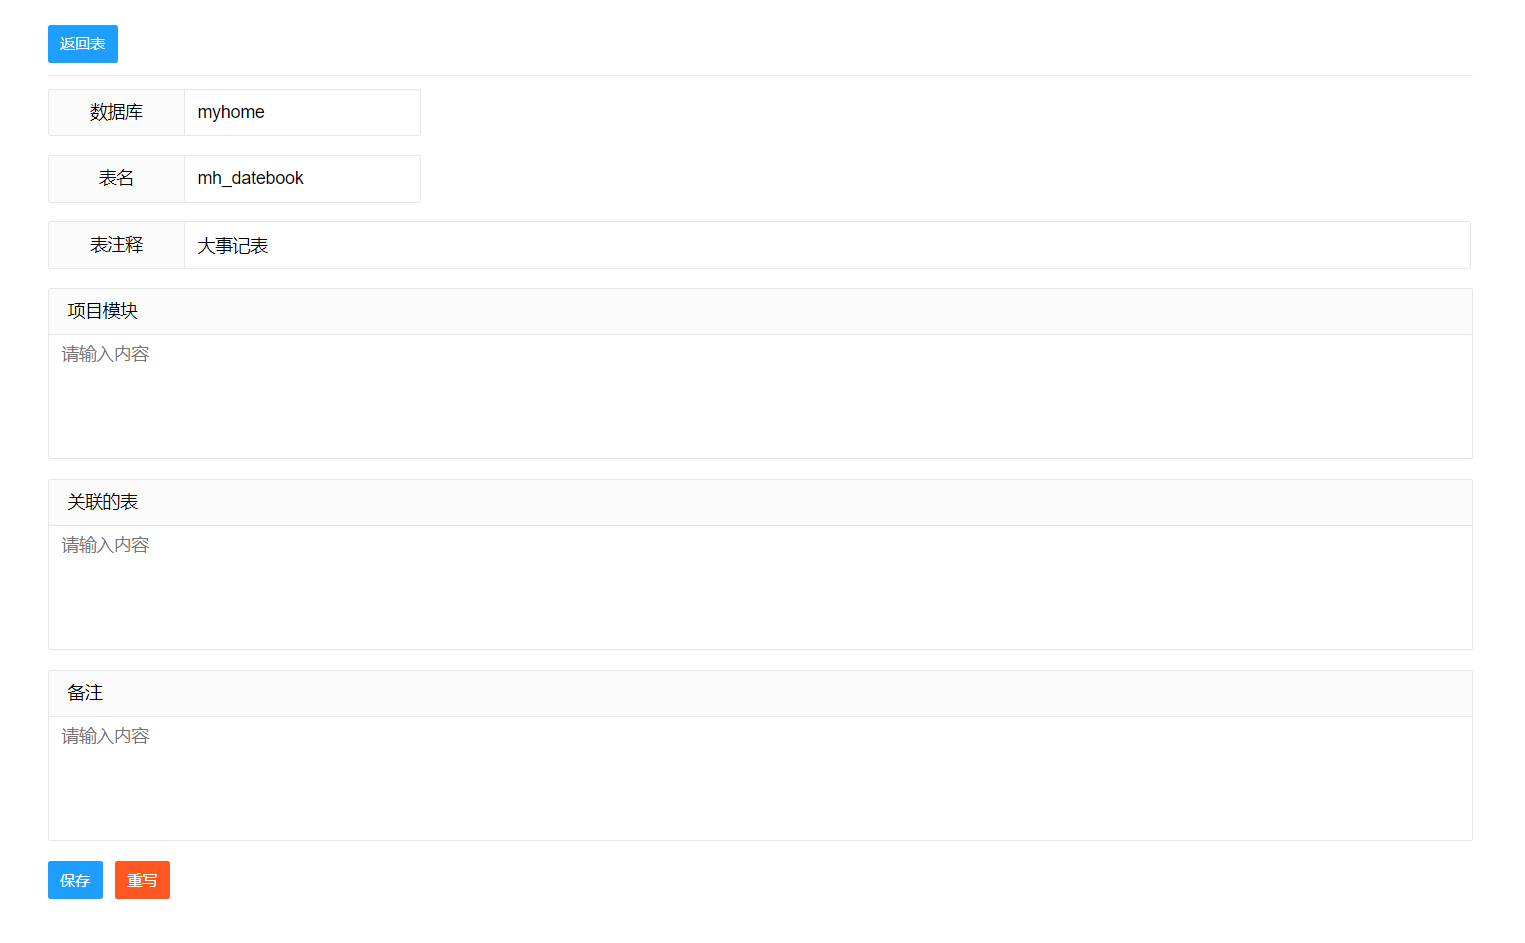 返回表
数据库 myhome
表名 mh_datebook
表注释 大事记表
项目模块
请输入内容
关联的表
请输入内容
备注
请输入内容
保存 重写